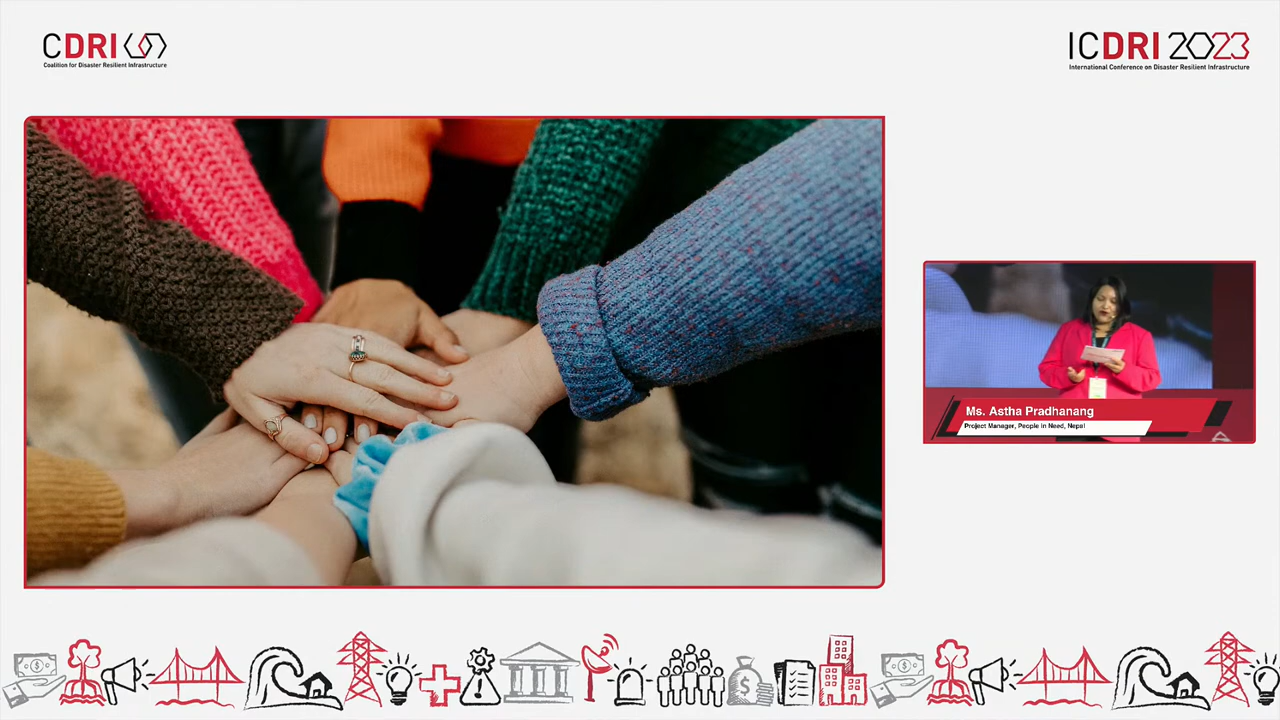 CDRI
Coalition for Disaster Resilient Infrastructure
ICDRI 2023
International Conference on Disaster Resilient Infrastructure
Ms. Astha Pradhanang
Project Manager, People in Need, Nepal